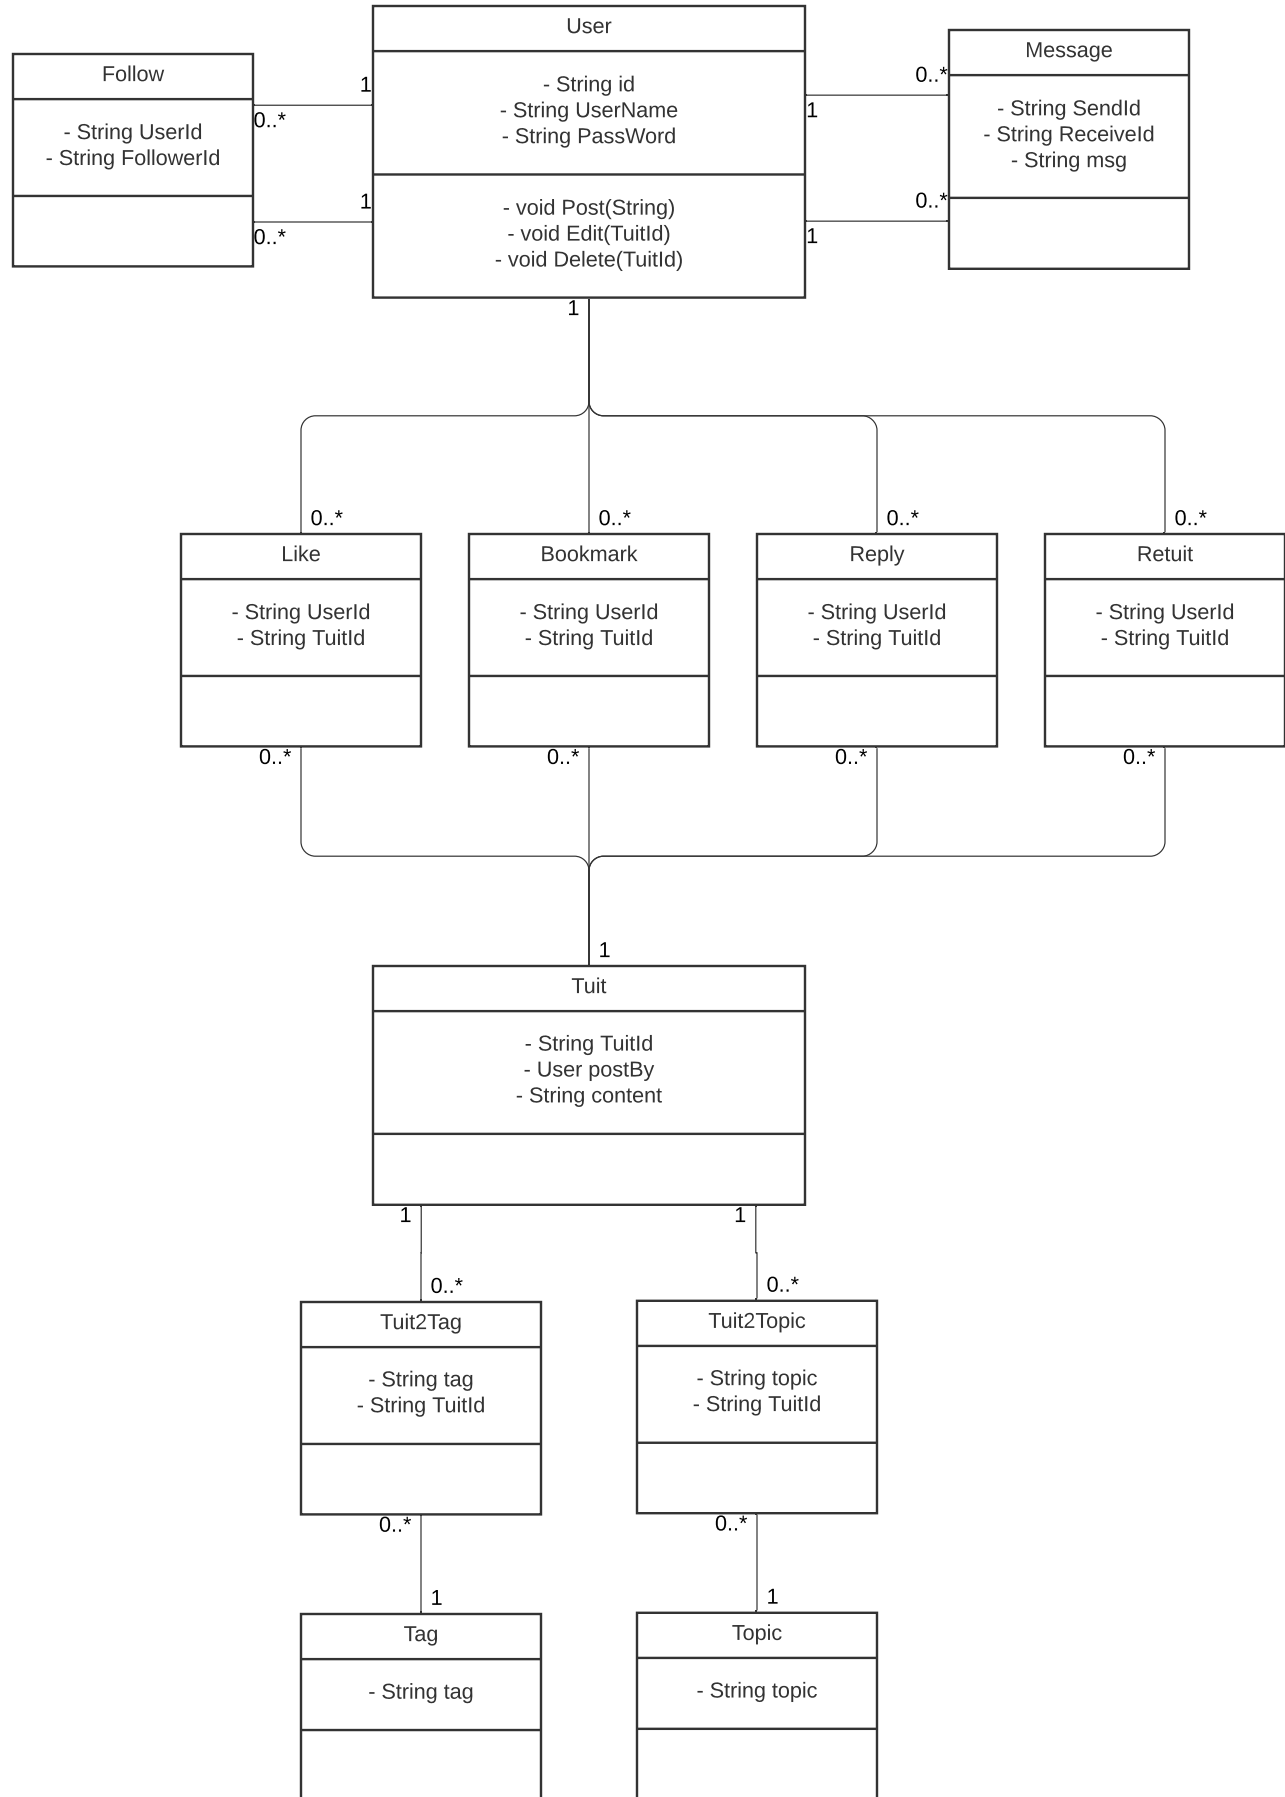 User
- String id
- String UserName
- String PassWord
- void Post(String)
- void Edit(TuitId)
- void Delete(TuitId)
Follow
- String UserId
- String FollowerId
Message
- String SendId
- String ReceiveId
- String msg
1
0..*
1
0..*
0..*
1
0..*
1
1
0..*
0..*
0..*
0..*
Like
- String UserId
- String TuitId
Bookmark
- String UserId
- String TuitId
Reply
- String UserId
- String TuitId
Retuit
- String UserId
- String TuitId
0..*
0..*
0..*
0..*
1
Tuit
- String TuitId
- User postBy
- String content
1
1
0..*
0..*
Tuit2Tag
- String tag
- String TuitId
Tuit2Topic
- String topic
- String TuitId
0..*
0..*
1
1
Tag
- String tag
Topic
- String topic